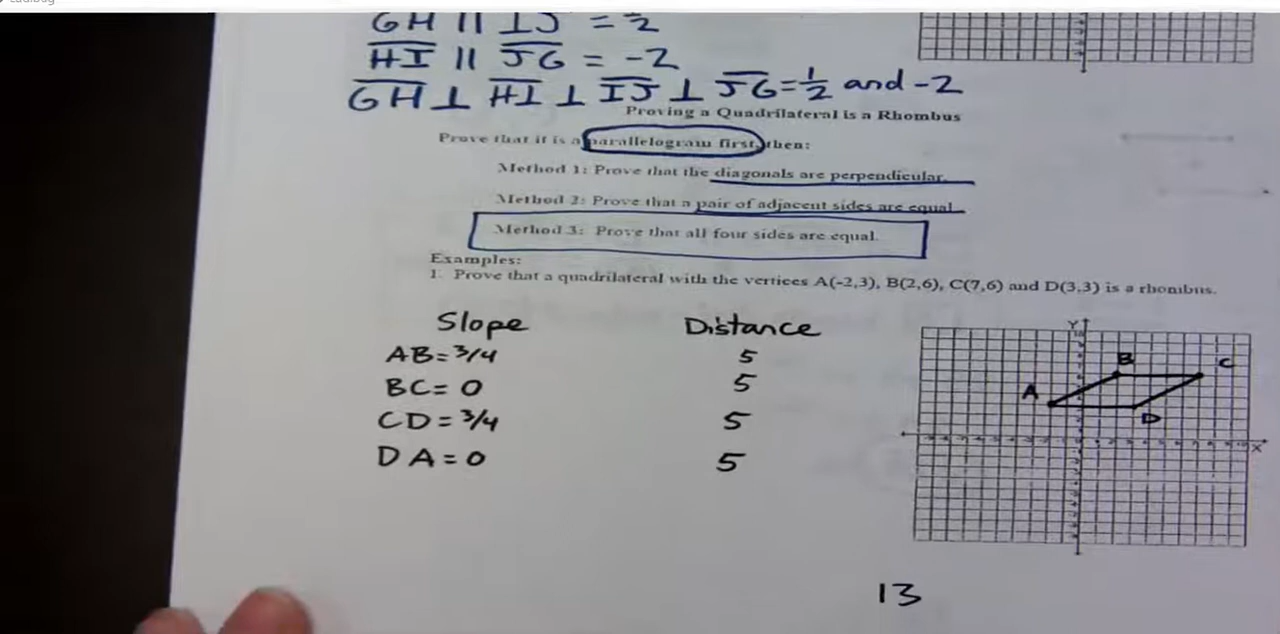 GH || IJ = 1/2
HI || JG = -2
GH ⊥ HI ⊥ IJ ⊥ JG = 1/2 and -2
Proving a Quadrilateral is a Rhombus
Prove that it is a parallelogram first, then:
Method 1: Prove that the diagonals are perpendicular.
Method 2: Prove that a pair of adjacent sides are equal.
Method 3: Prove that all four sides are equal.
Examples:
1. Prove that a quadrilateral with the vertices A(-2,3), B(2,6), C(7,6) and D(3,3) is a rhombus.
Slope Distance
AB = 3/4 5
BC = 0 5
CD = 3/4 5
DA = 0 5
Y
B C
A
D
X
13